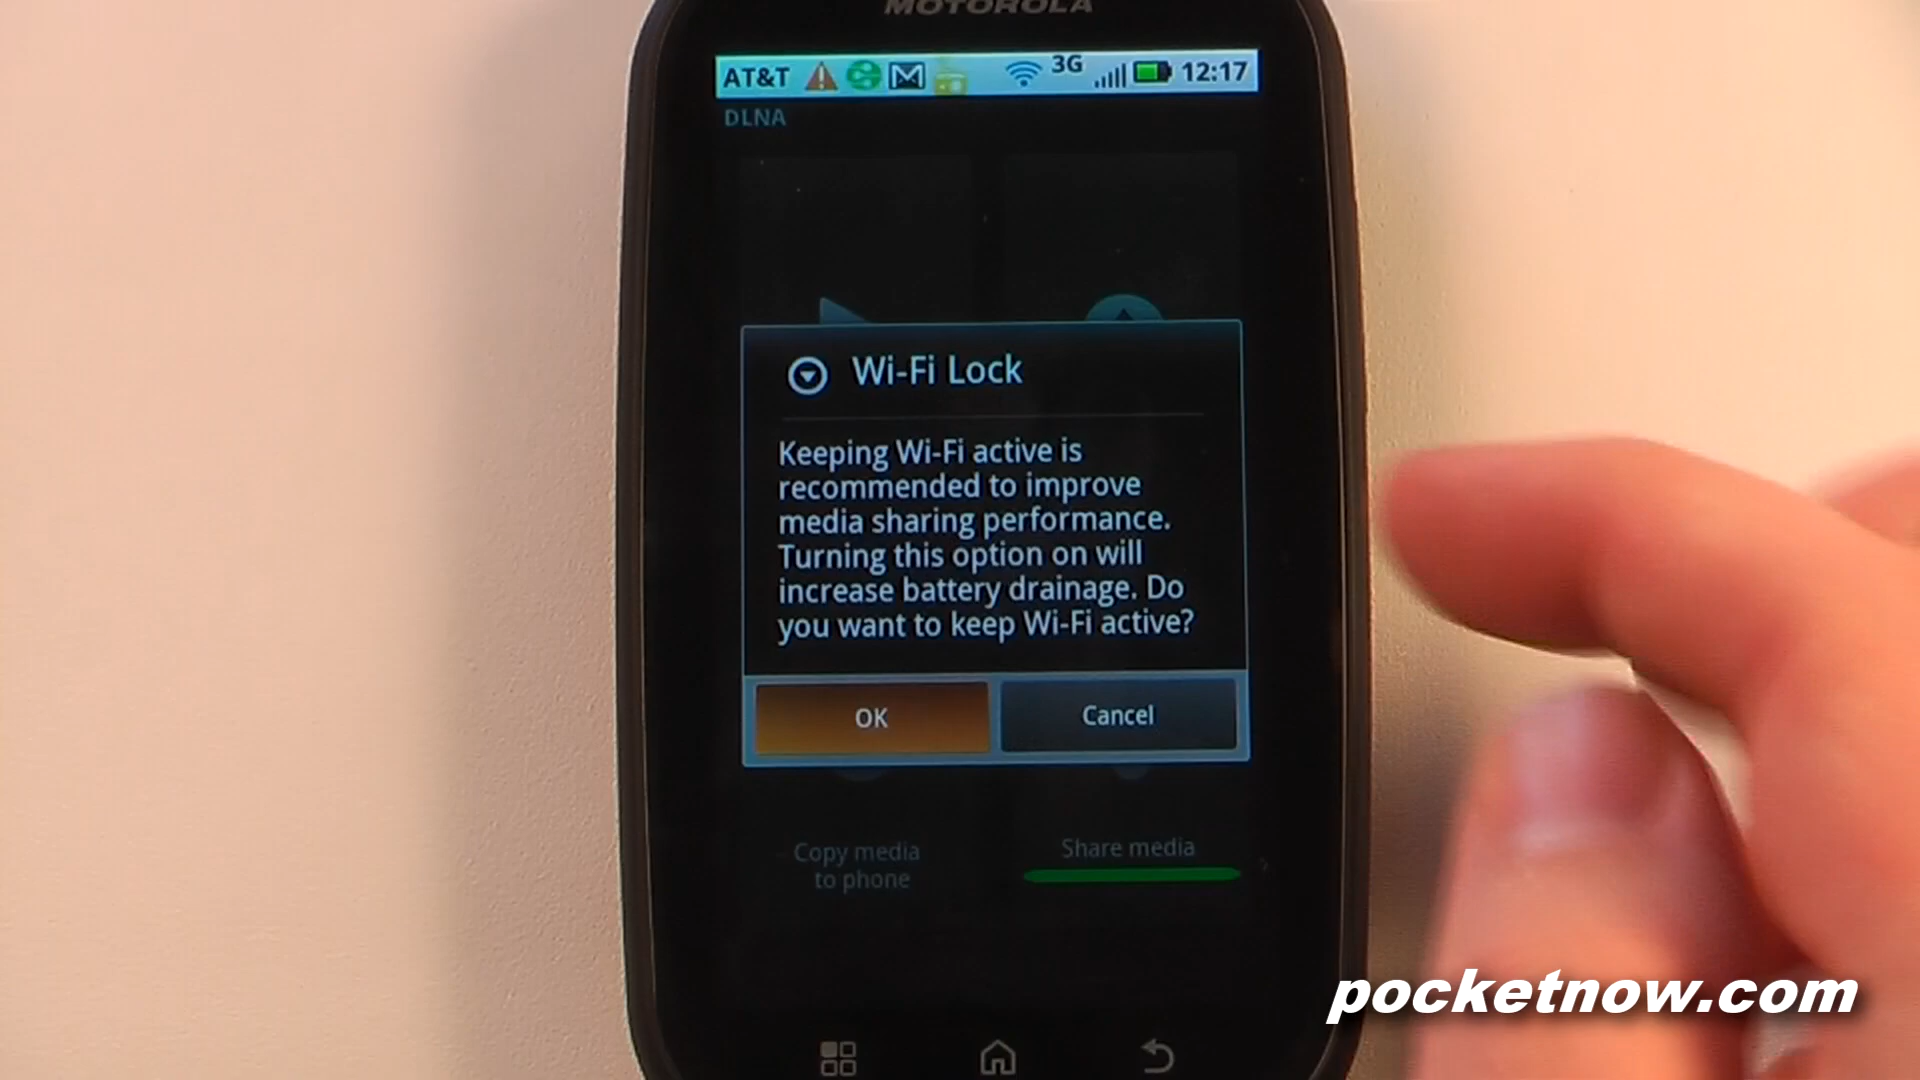 MOTOROLA
AT&T 3G 12:17
DLNA
Wi-Fi Lock
Keeping Wi-Fi active is
recommended to improve
media sharing performance.
Turning this option on will
increase battery drainage. Do
you want to keep Wi-Fi active?
OK Cancel
Copy media
to phone
Share media
pocketnow.com